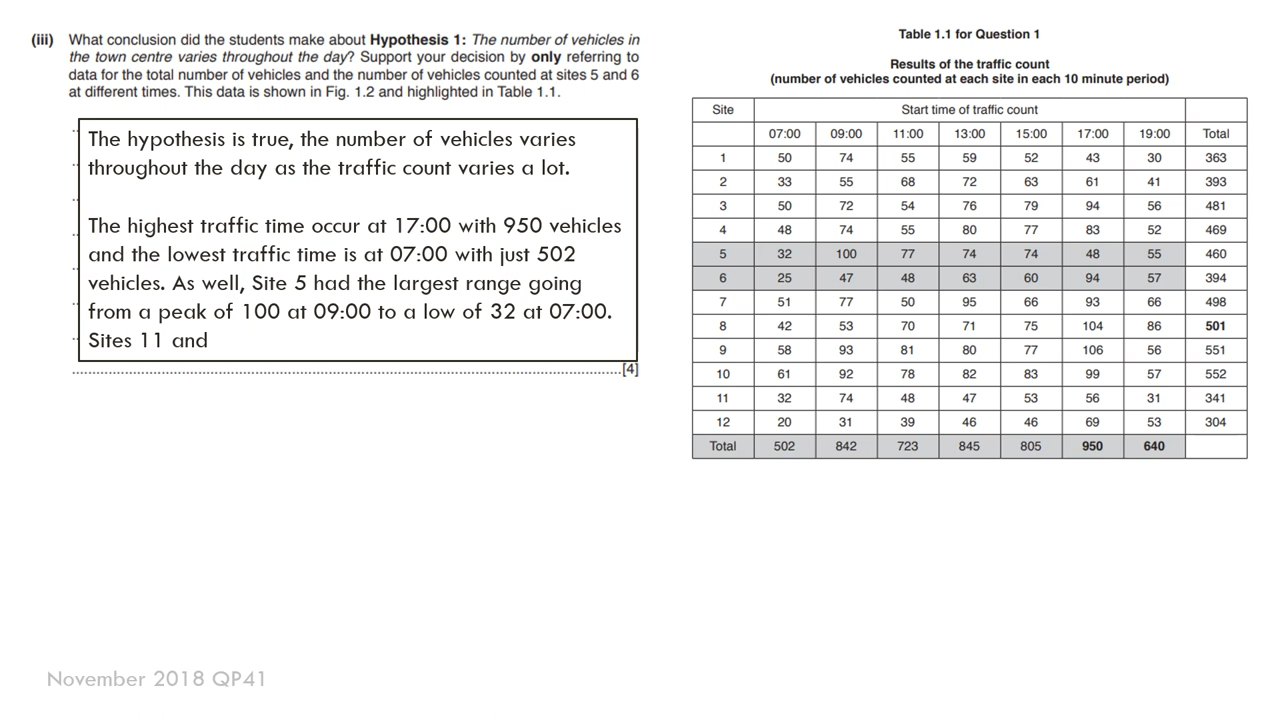 (iii) What conclusion did the students make about Hypothesis 1: The number of vehicles in
the town centre varies throughout the day? Support your decision by only referring to
data for the total number of vehicles and the number of vehicles counted at sites 5 and 6
at different times. This data is shown in Fig. 1.2 and highlighted in Table 1.1.
The hypothesis is true, the number of vehicles varies
throughout the day as the traffic count varies a lot.
The highest traffic time occur at 17:00 with 950 vehicles
and the lowest traffic time is at 07:00 with just 502
vehicles. As well, Site 5 had the largest range going
from a peak of 100 at 09:00 to a low of 32 at 07:00.
Sites 11 and
[4]
Table 1.1 for Question 1
Results of the traffic count
(number of vehicles counted at each site in each 10 minute period)
Site Start time of traffic count
07:00 09:00 11:00 13:00 15:00 17:00 19:00 Total
1 50 74 55 59 52 43 30 363
2 33 55 68 72 63 61 41 393
3 50 72 54 76 79 94 56 481
4 48 74 55 80 77 83 52 469
5 32 100 77 74 74 48 55 460
6 25 47 48 63 60 94 57 394
7 51 77 50 95 66 93 66 498
8 42 53 70 71 75 104 86 501
9 58 93 81 80 77 106 56 551
10 61 92 78 82 83 99 57 552
11 32 74 48 47 53 56 31 341
12 20 31 39 46 46 69 53 304
Total 502 842 723 845 805 950 640
November 2018 QP41